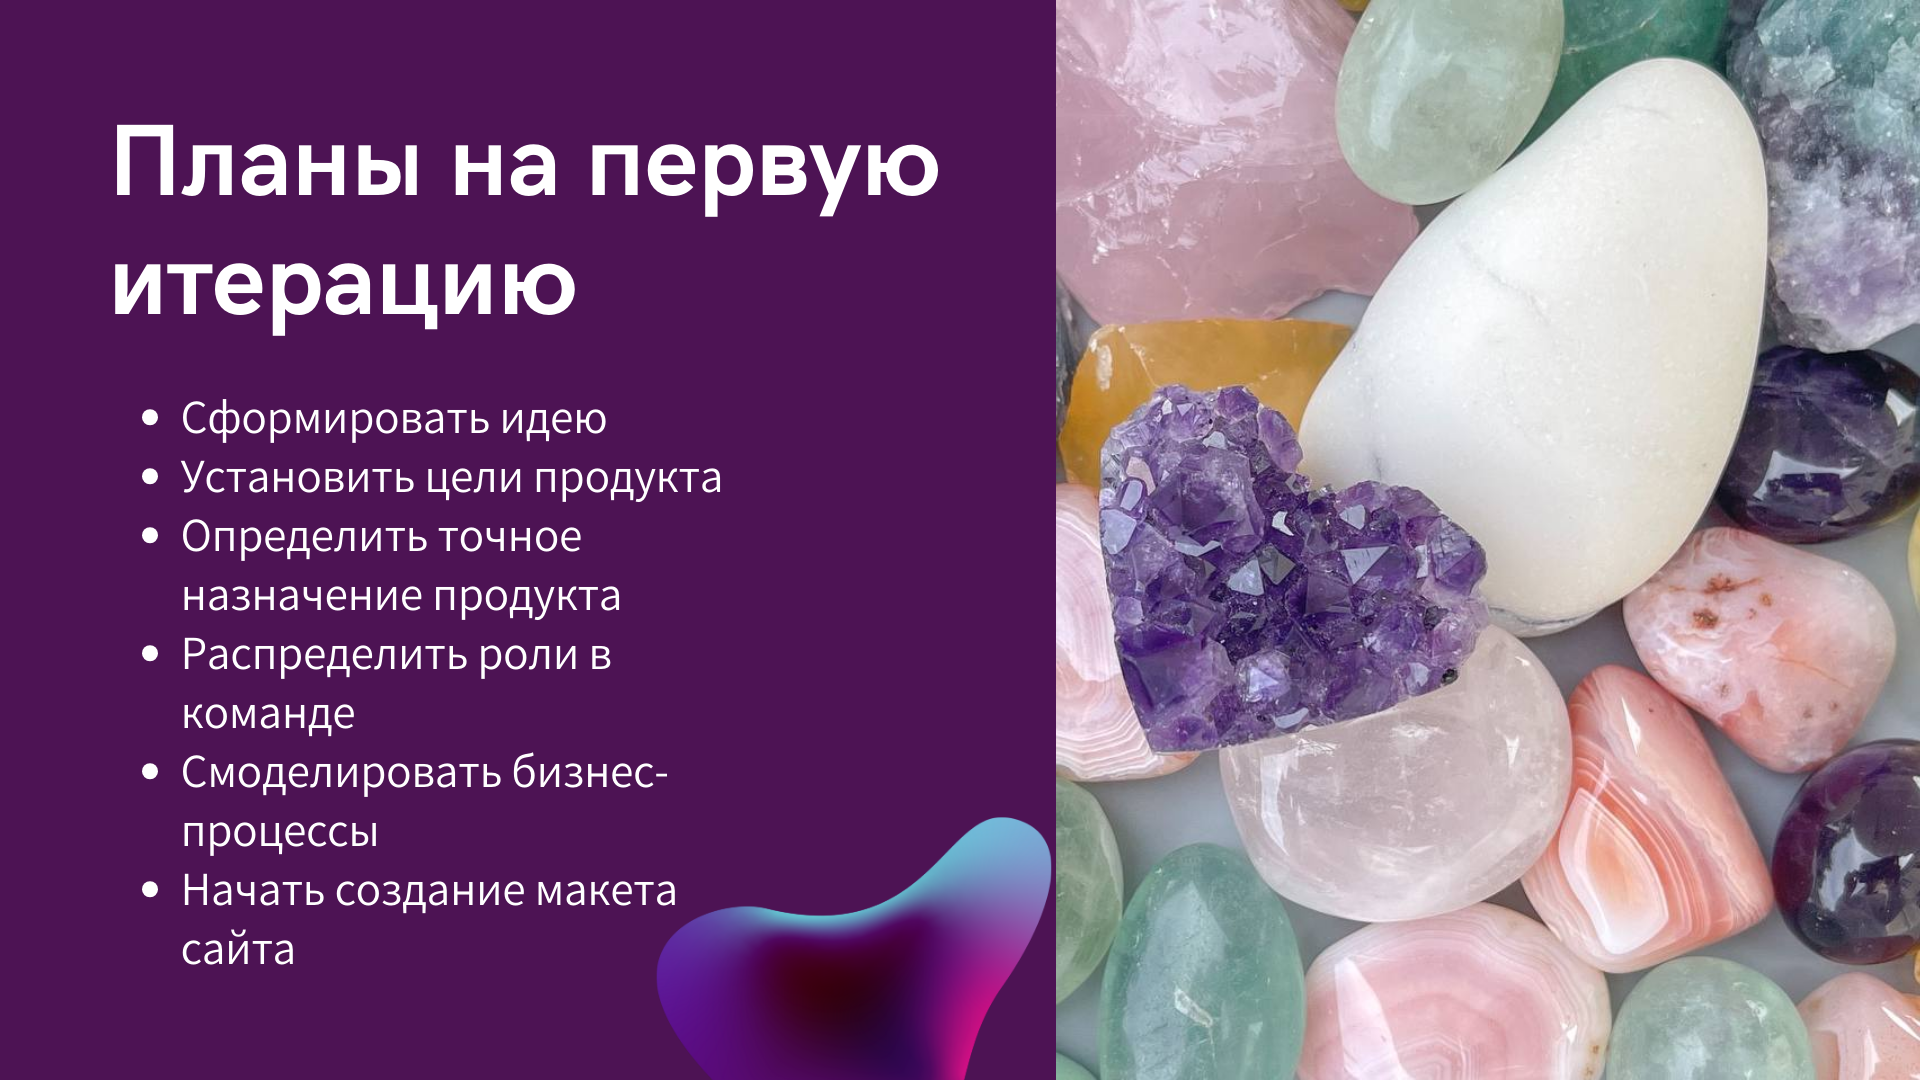 Планы на первую
итерацию
• Сформировать идею
• Установить цели продукта
• Определить точное
назначение продукта
• Распределить роли в
команде
• Смоделировать бизнес-
процессы
• Начать создание макета
сайта